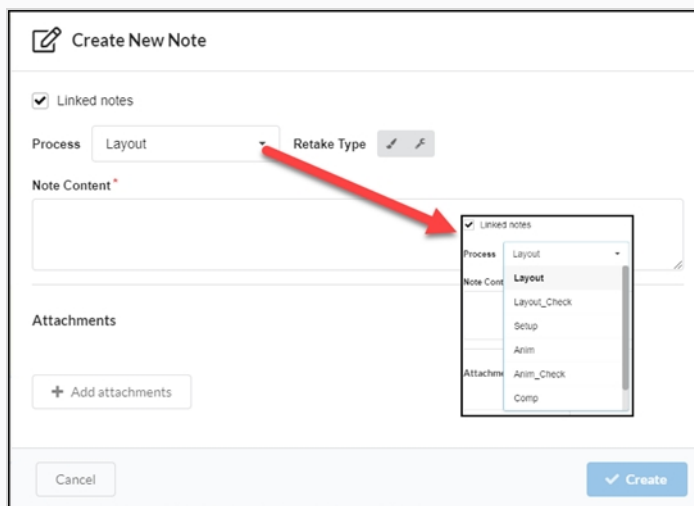 Create New Note
Linked notes
Process Layout Retake Type
Note Content*
Linked notes
Process Layout
Note Cont
Layout
Layout_Check
Setup
Anim
Attachme Anim_Check
Comp
Attachments
+ Add attachments
Cancel Create